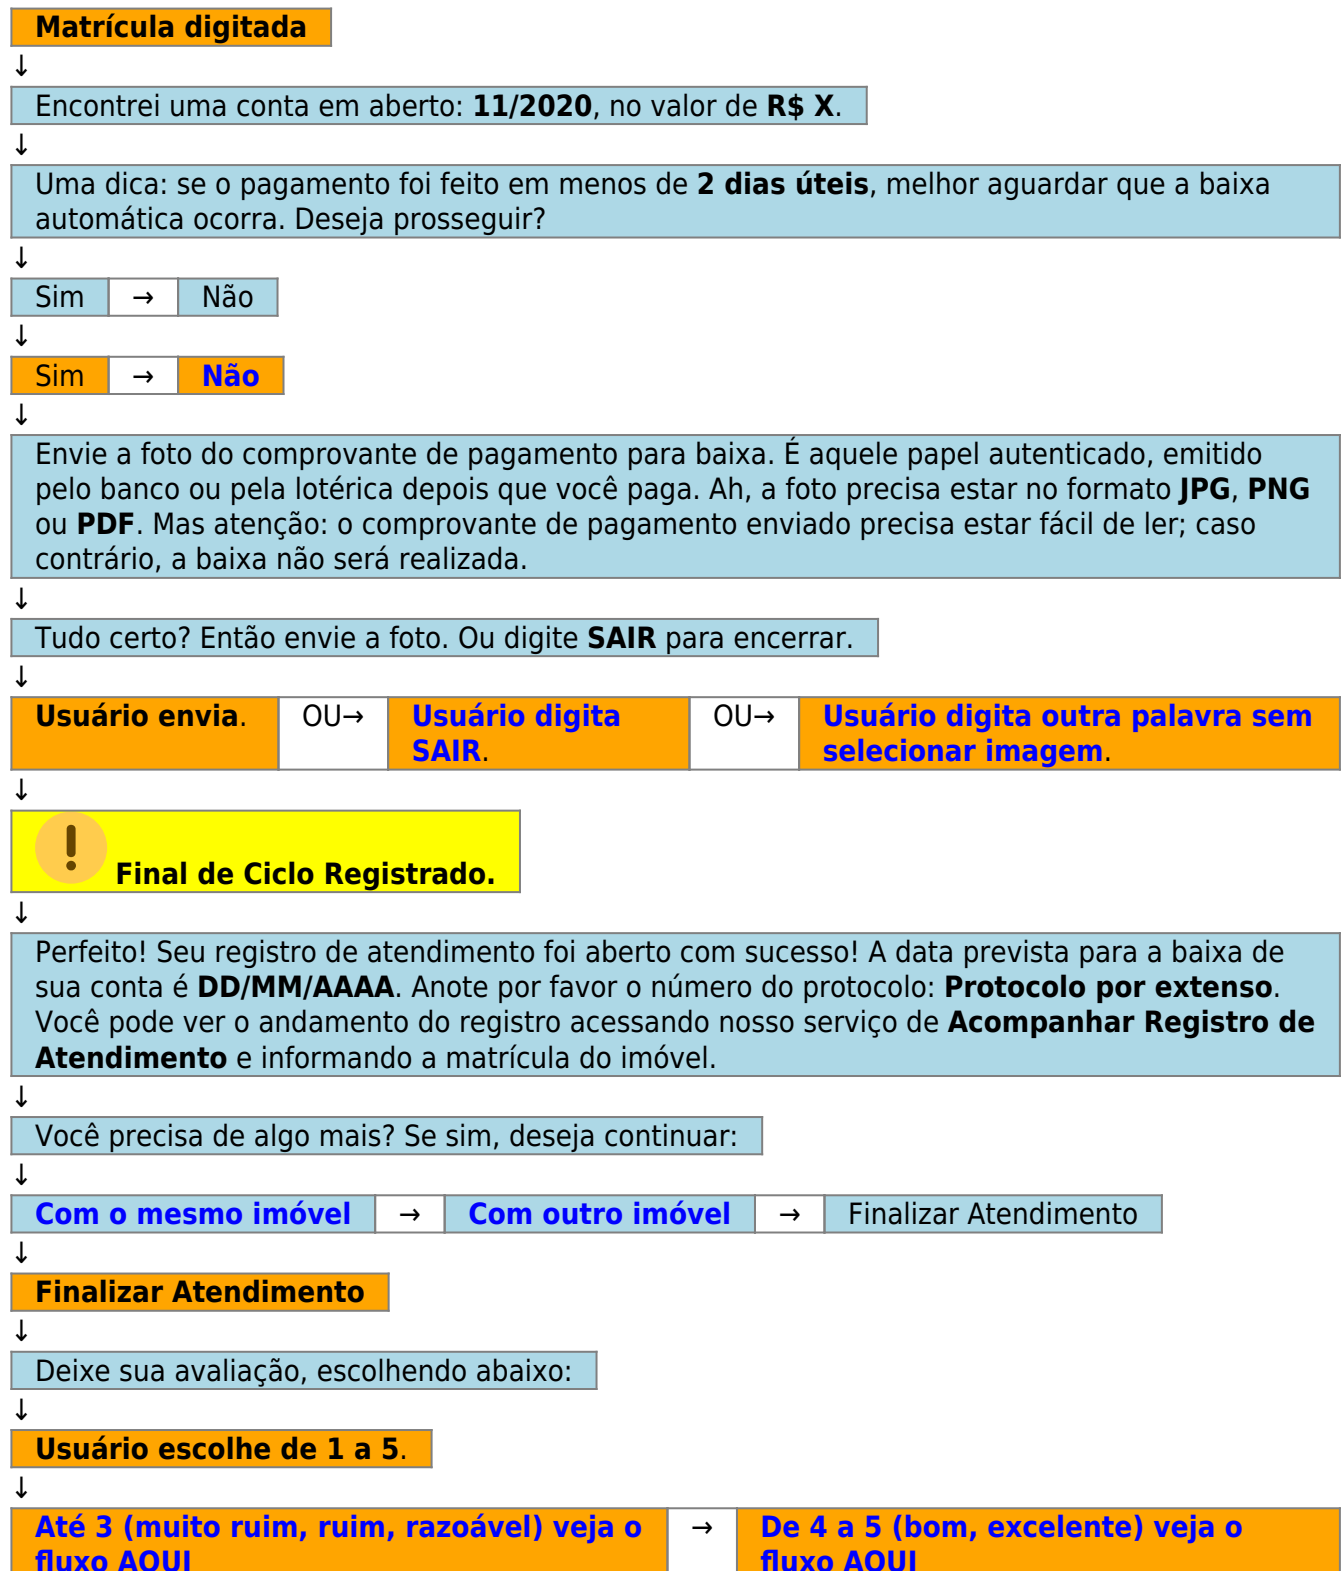 Matrícula digitada
↓
Encontrei uma conta em aberto: 11/2020, no valor de R$ X.
↓
Uma dica: se o pagamento foi feito em menos de 2 dias úteis, melhor aguardar que a baixa
automática ocorra. Deseja prosseguir?
↓
Sim → Não
↓
Sim → Não
↓
Envie a foto do comprovante de pagamento para baixa. É aquele papel autenticado, emitido
pelo banco ou pela lotérica depois que você paga. Ah, a foto precisa estar no formato JPG, PNG
ou PDF. Mas atenção: o comprovante de pagamento enviado precisa estar fácil de ler; caso
contrário, a baixa não será realizada.
↓
Tudo certo? Então envie a foto. Ou digite SAIR para encerrar.
↓
Usuário envia. OU→ Usuário digita OU→ Usuário digita outra palavra sem
SAIR. selecionar imagem.
↓
Final de Ciclo Registrado.
↓
Perfeito! Seu registro de atendimento foi aberto com sucesso! A data prevista para a baixa de
sua conta é DD/MM/AAAA. Anote por favor o número do protocolo: Protocolo por extenso.
Você pode ver o andamento do registro acessando nosso serviço de Acompanhar Registro de
Atendimento e informando a matrícula do imóvel.
↓
Você precisa de algo mais? Se sim, deseja continuar:
↓
Com o mesmo imóvel → Com outro imóvel → Finalizar Atendimento
↓
Finalizar Atendimento
↓
Deixe sua avaliação, escolhendo abaixo:
↓
Usuário escolhe de 1 a 5.
↓
Até 3 (muito ruim, ruim, razoável) veja o → De 4 a 5 (bom, excelente) veja o
fluxo AQUI fluxo AQUI